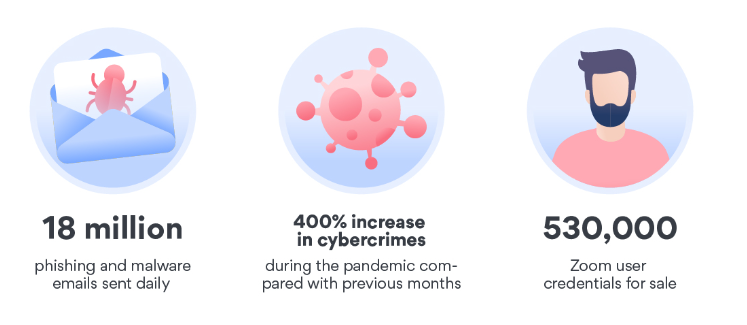 18 million
phishing and malware
emails sent daily
400% increase
in cybercrimes
during the pandemic com-
pared with previous months
530,000
Zoom user
credentials for sale